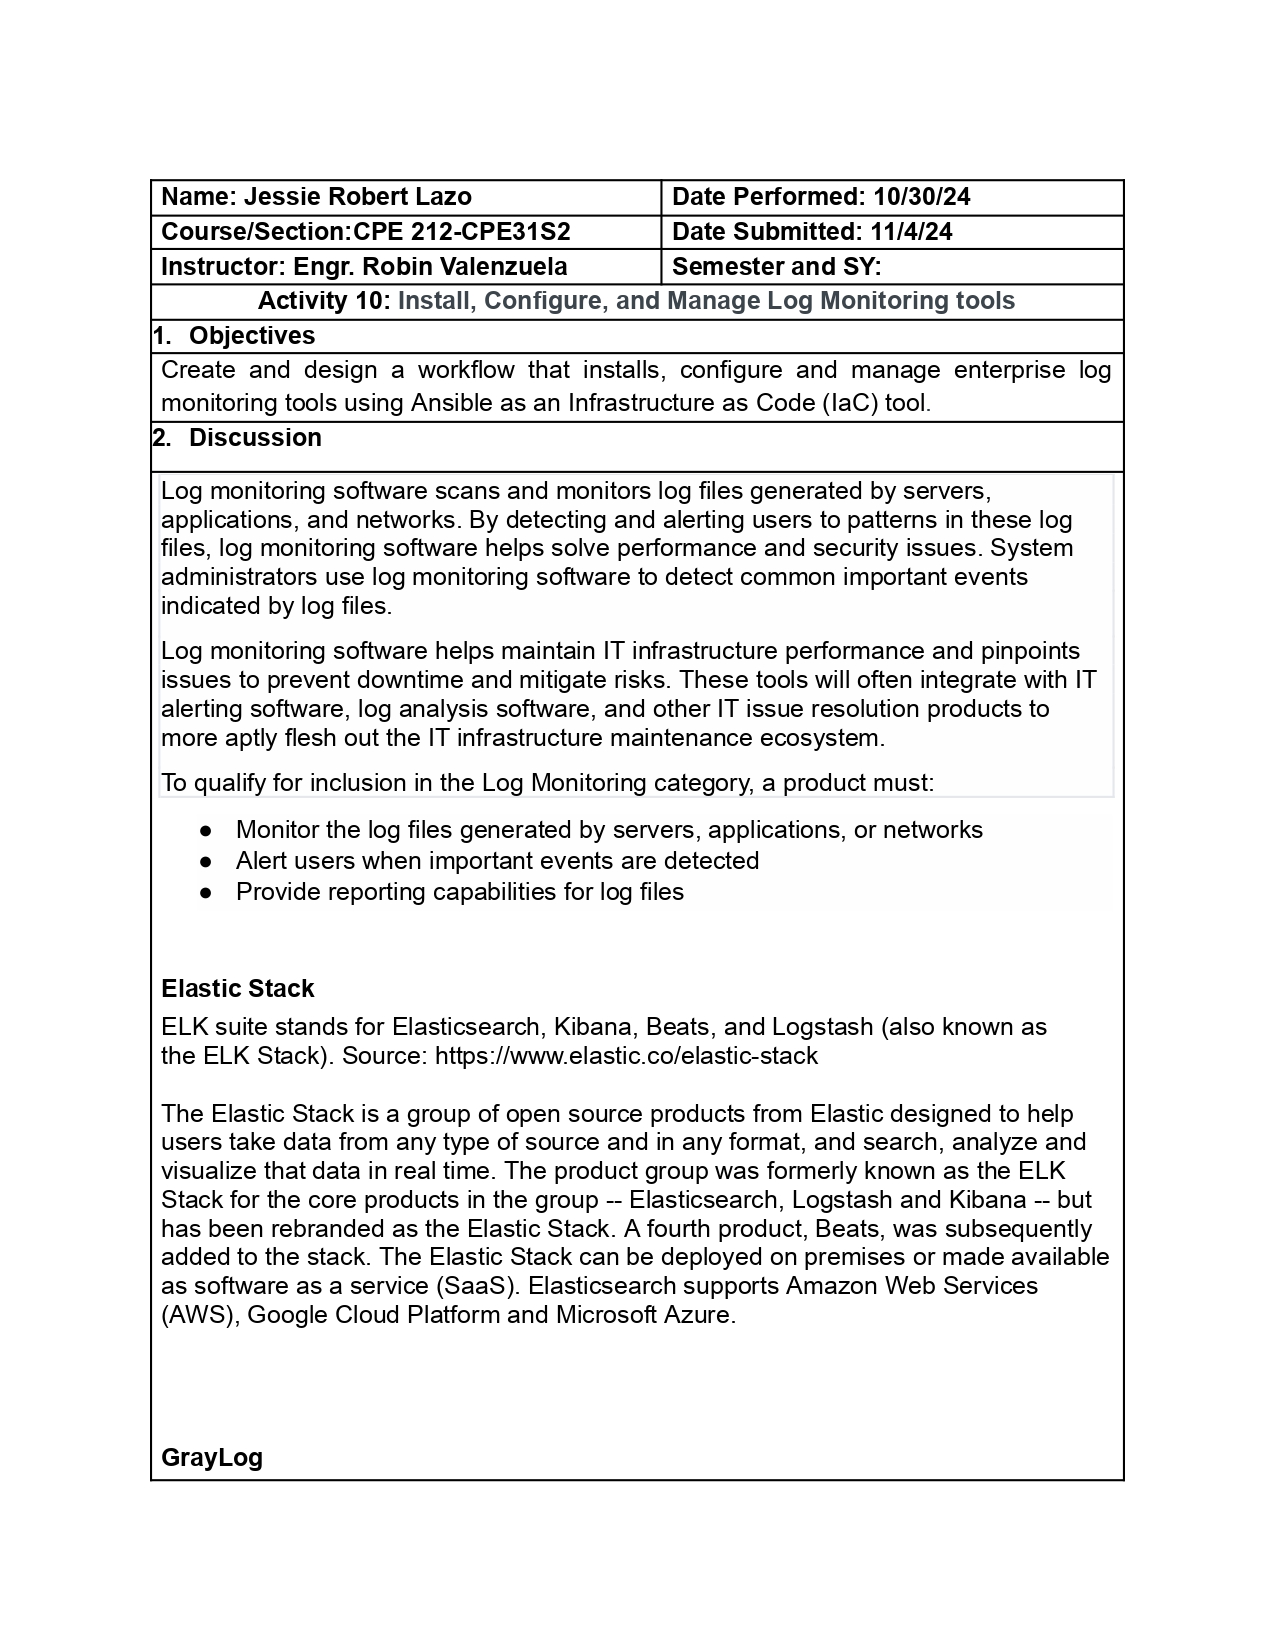 Name: Jessie Robert Lazo
Date Performed: 10/30/24
Course/Section:CPE 212-CPE31S2
Date Submitted: 11/4/24
Instructor: Engr. Robin Valenzuela
Semester and SY:
Activity 10: Install, Configure, and Manage Log Monitoring tools
1. Objectives
Create and design a workflow that installs, configure and manage enterprise log
monitoring tools using Ansible as an Infrastructure as Code (IaC) tool.
2. Discussion
Log monitoring software scans and monitors log files generated by servers,
applications, and networks. By detecting and alerting users to patterns in these log
files, log monitoring software helps solve performance and security issues. System
administrators use log monitoring software to detect common important events
indicated by log files.
Log monitoring software helps maintain IT infrastructure performance and pinpoints
issues to prevent downtime and mitigate risks. These tools will often integrate with IT
alerting software, log analysis software, and other IT issue resolution products to
more aptly flesh out the IT infrastructure maintenance ecosystem.
To qualify for inclusion in the Log Monitoring category, a product must:
● Monitor the log files generated by servers, applications, or networks
● Alert users when important events are detected
● Provide reporting capabilities for log files
Elastic Stack
ELK suite stands for Elasticsearch, Kibana, Beats, and Logstash (also known as
the ELK Stack). Source: https://www.elastic.co/elastic-stack
The Elastic Stack is a group of open source products from Elastic designed to help
users take data from any type of source and in any format, and search, analyze and
visualize that data in real time. The product group was formerly known as the ELK
Stack for the core products in the group -- Elasticsearch, Logstash and Kibana -- but
has been rebranded as the Elastic Stack. A fourth product, Beats, was subsequently
added to the stack. The Elastic Stack can be deployed on premises or made available
as software as a service (SaaS). Elasticsearch supports Amazon Web Services
(AWS), Google Cloud Platform and Microsoft Azure.
GrayLog